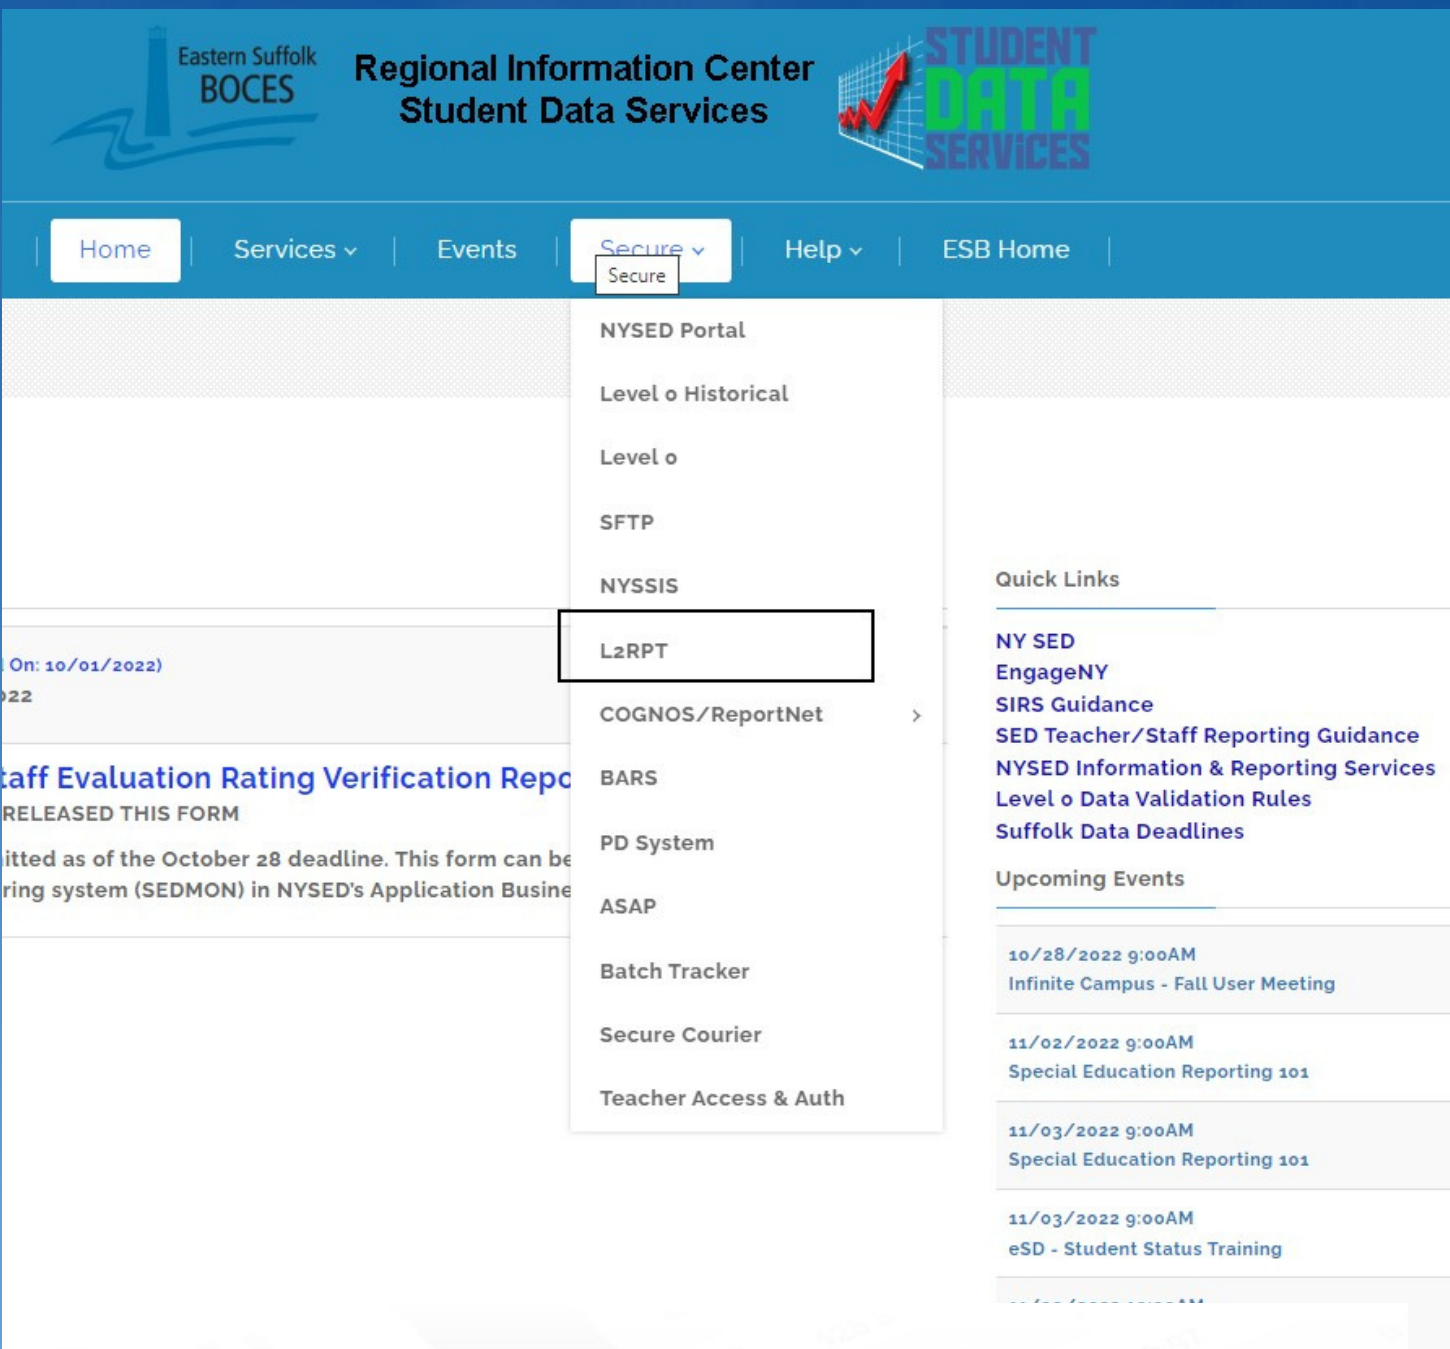 Eastern Suffolk
BOCES
Regional Information Center
Student Data Services
STUDENT
DATA
SERViCES
Home
Services
Events
Secure
Help
ESB Home
Secure
NYSED Portal
Level 0 Historical
Level 0
SFTP
NYSSIS
L2RPT
COGNOS/ReportNet
BARS
PD System
ASAP
Batch Tracker
Secure Courier
Teacher Access & Auth
On: 10/01/2022)
022
taff Evaluation Rating Verification Repo
RELEASED THIS FORM
itted as of the October 28 deadline. This form can be
ring system (SEDMON) in NYSED's Application Busine
Quick Links
NY SED
EngageNY
SIRS Guidance
SED Teacher/Staff Reporting Guidance
NYSED Information & Reporting Services
Level 0 Data Validation Rules
Suffolk Data Deadlines
Upcoming Events
10/28/2022 9:00AM
Infinite Campus - Fall User Meeting
11/02/2022 9:00AM
Special Education Reporting 101
11/03/2022 9:00AM
Special Education Reporting 101
11/03/2022 9:00AM
eSD - Student Status Training